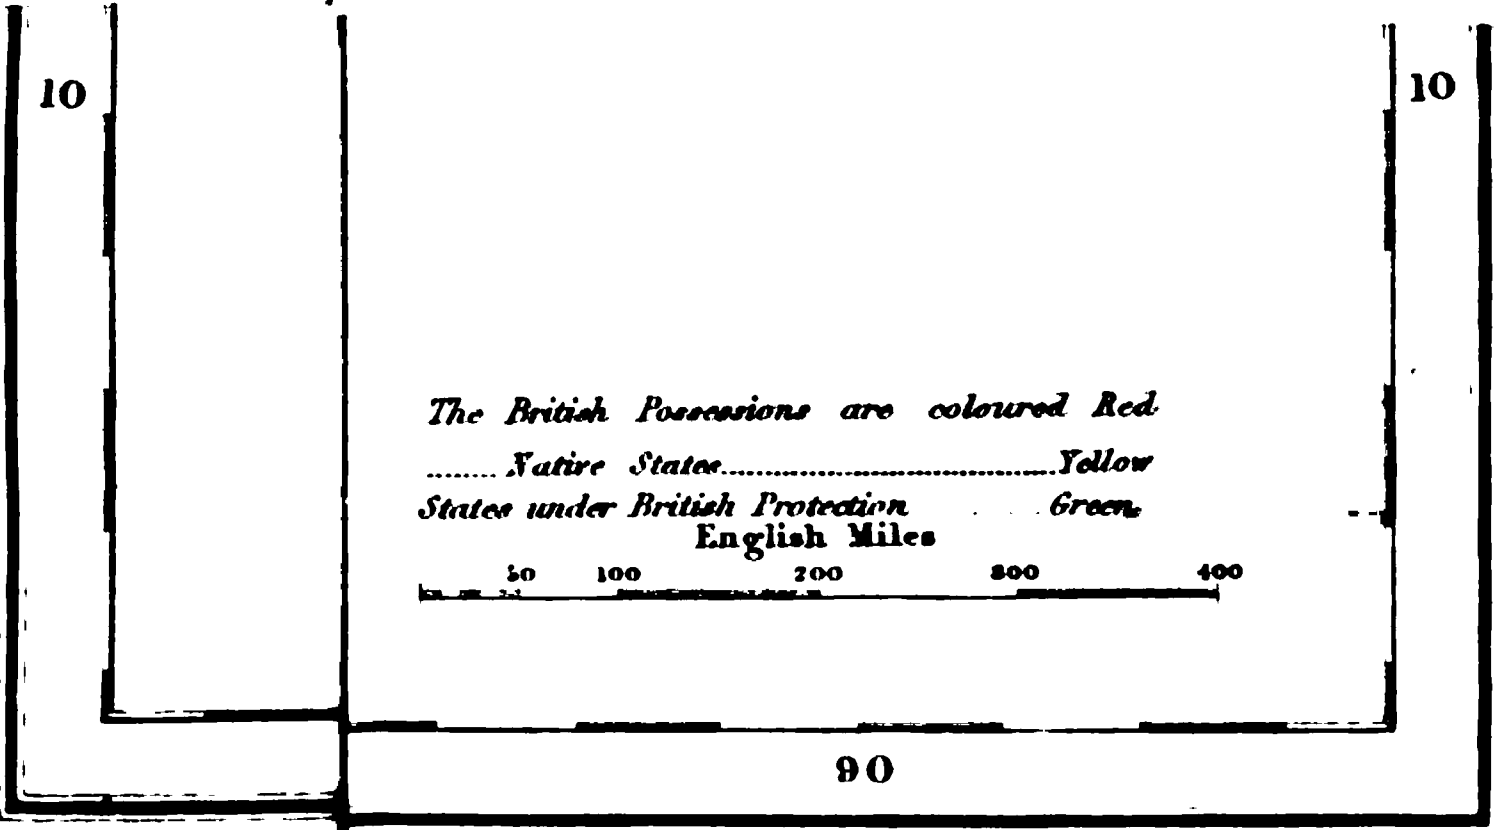 10 10
The British Possessions are coloured Red
........ Native States........................................Yellow
States under British Protection . . . . Green.
English Miles
50 100 200 300 400
90